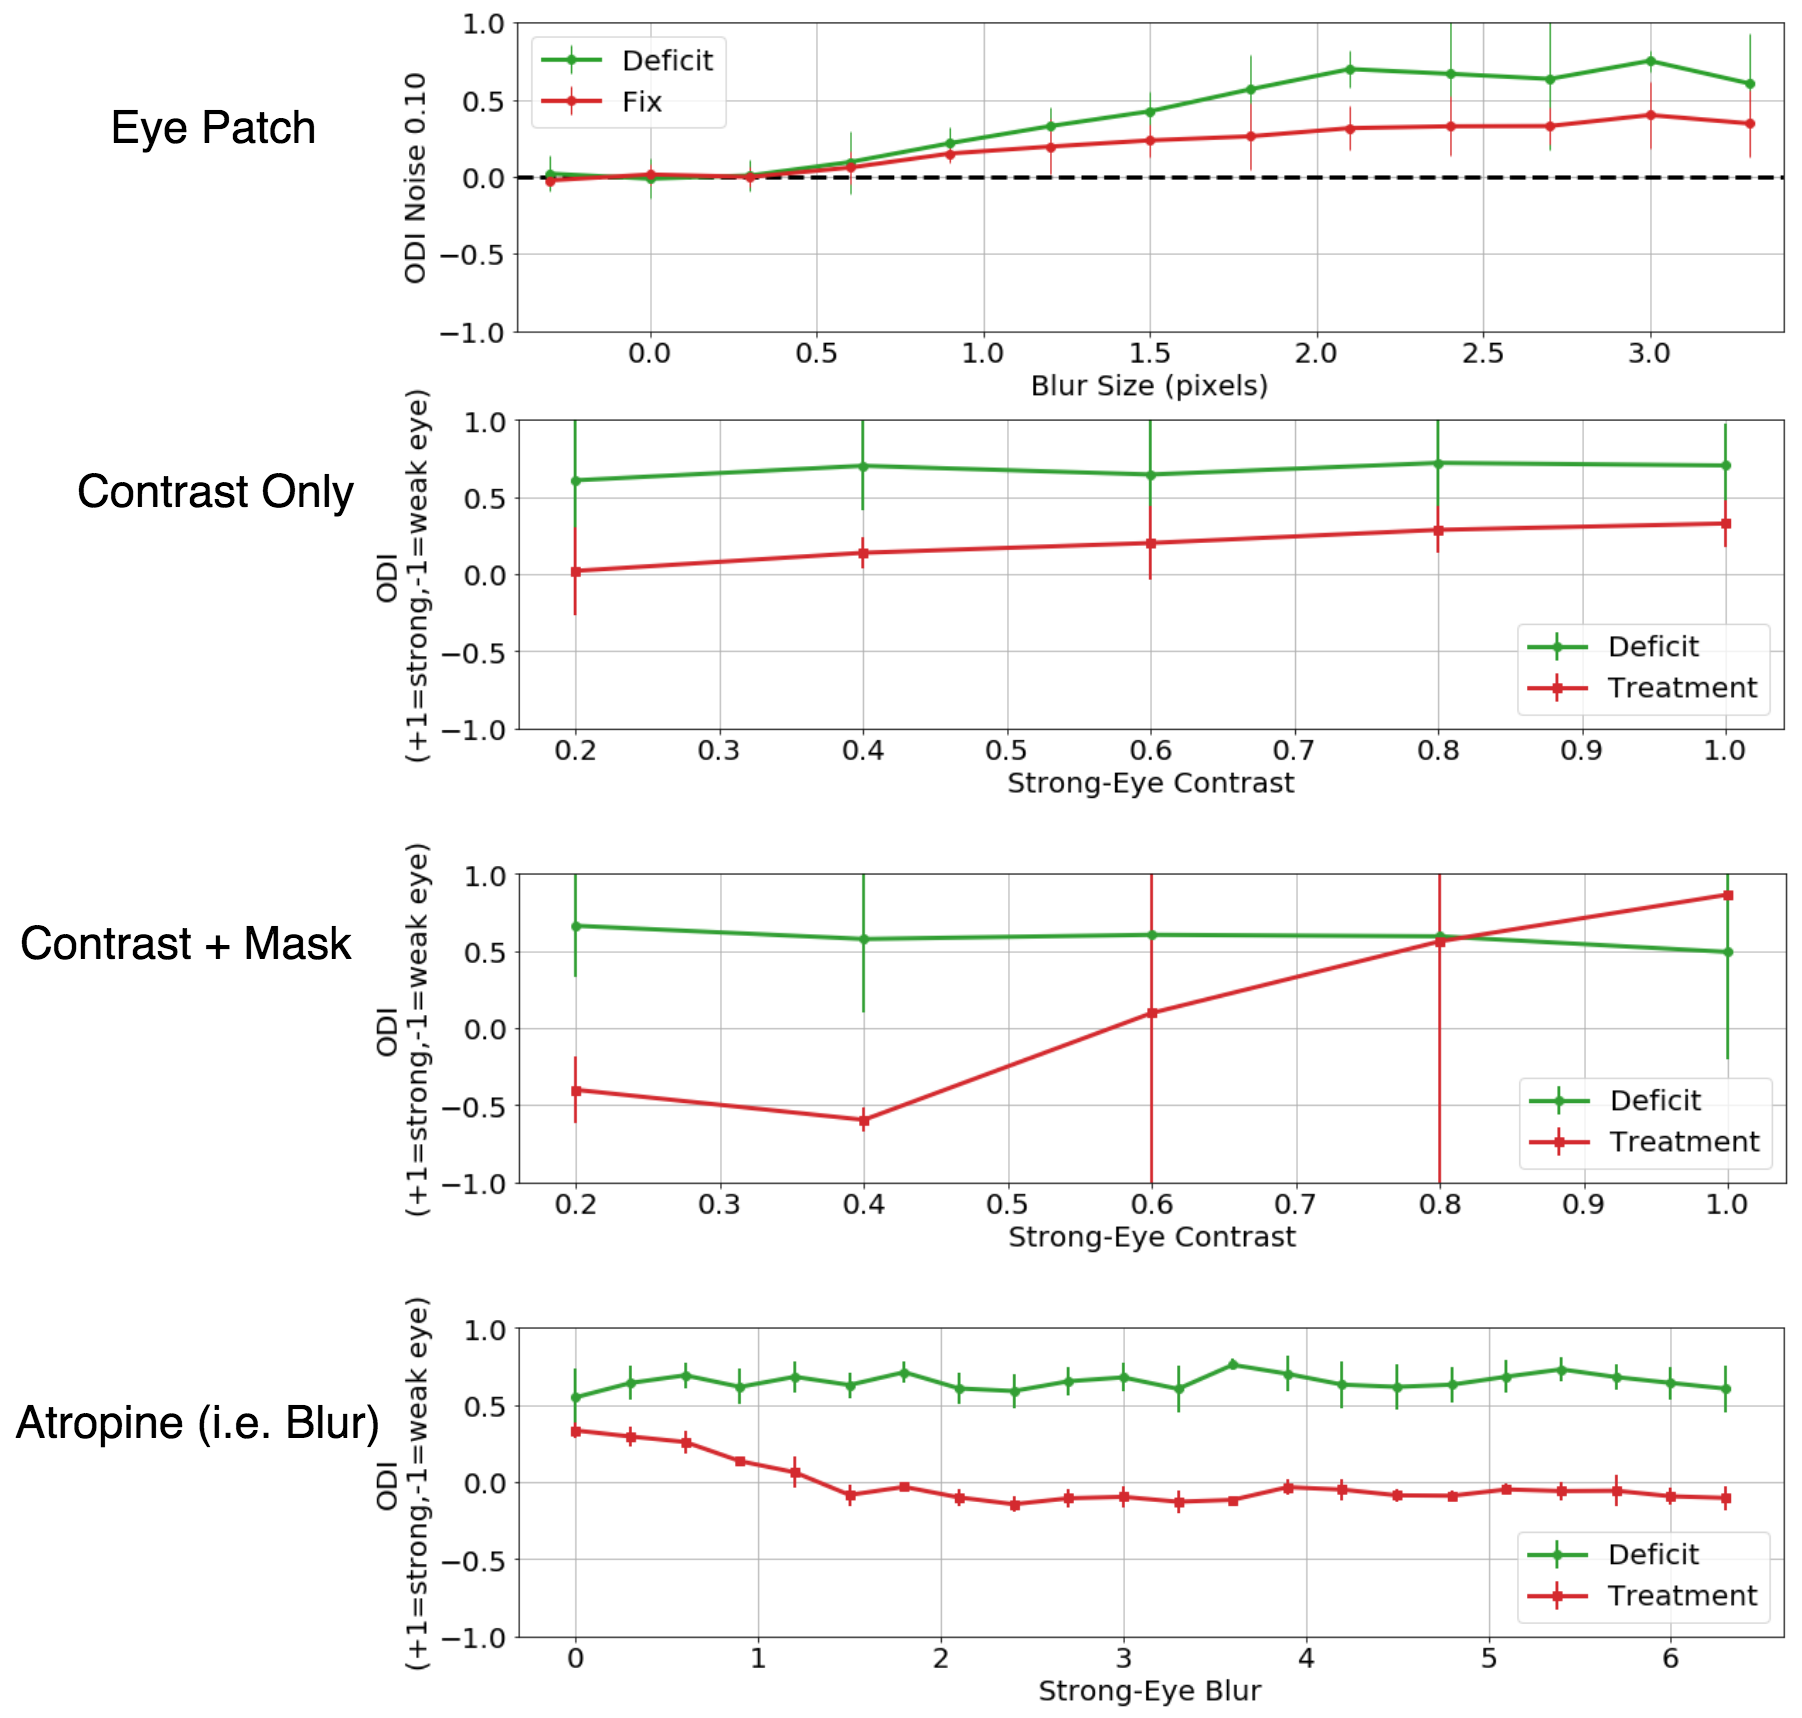 Eye Patch
ODI Noise 0.10
1.0
0.5
0.0
−0.5
−1.0
Deficit
Fix
0.0 0.5 1.0 1.5 2.0 2.5 3.0
Blur Size (pixels)
Contrast Only
ODI
(+1=strong,-1=weak eye)
1.0
0.5
0.0
−0.5
−1.0
Deficit
Treatment
0.2 0.3 0.4 0.5 0.6 0.7 0.8 0.9 1.0
Strong-Eye Contrast
Contrast + Mask
ODI
(+1=strong,-1=weak eye)
1.0
0.5
0.0
−0.5
−1.0
Deficit
Treatment
0.2 0.3 0.4 0.5 0.6 0.7 0.8 0.9 1.0
Strong-Eye Contrast
Atropine (i.e. Blur)
ODI
(+1=strong,-1=weak eye)
1.0
0.5
0.0
−0.5
−1.0
Deficit
Treatment
0 1 2 3 4 5 6
Strong-Eye Blur